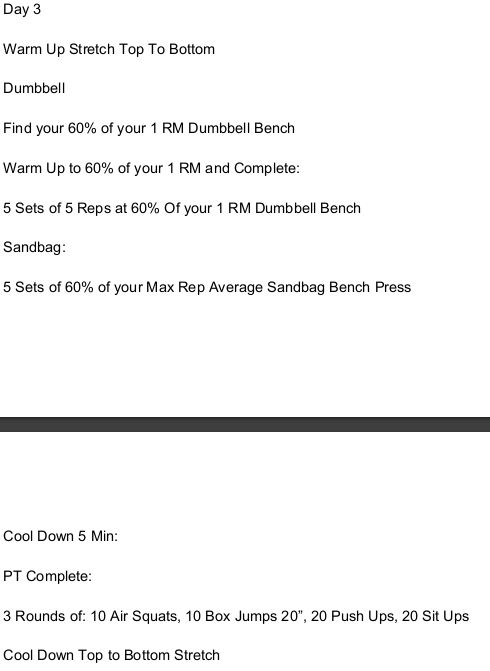 Day 3
Warm Up Stretch Top To Bottom
Dumbbell
Find your 60% of your 1 RM Dumbbell Bench
Warm Up to 60% of your 1 RM and Complete:
5 Sets of 5 Reps at 60% Of your 1 RM Dumbbell Bench
Sandbag:
5 Sets of 60% of your Max Rep Average Sandbag Bench Press
Cool Down 5 Min:
PT Complete:
3 Rounds of: 10 Air Squats, 10 Box Jumps 20”, 20 Push Ups, 20 Sit Ups
Cool Down Top to Bottom Stretch